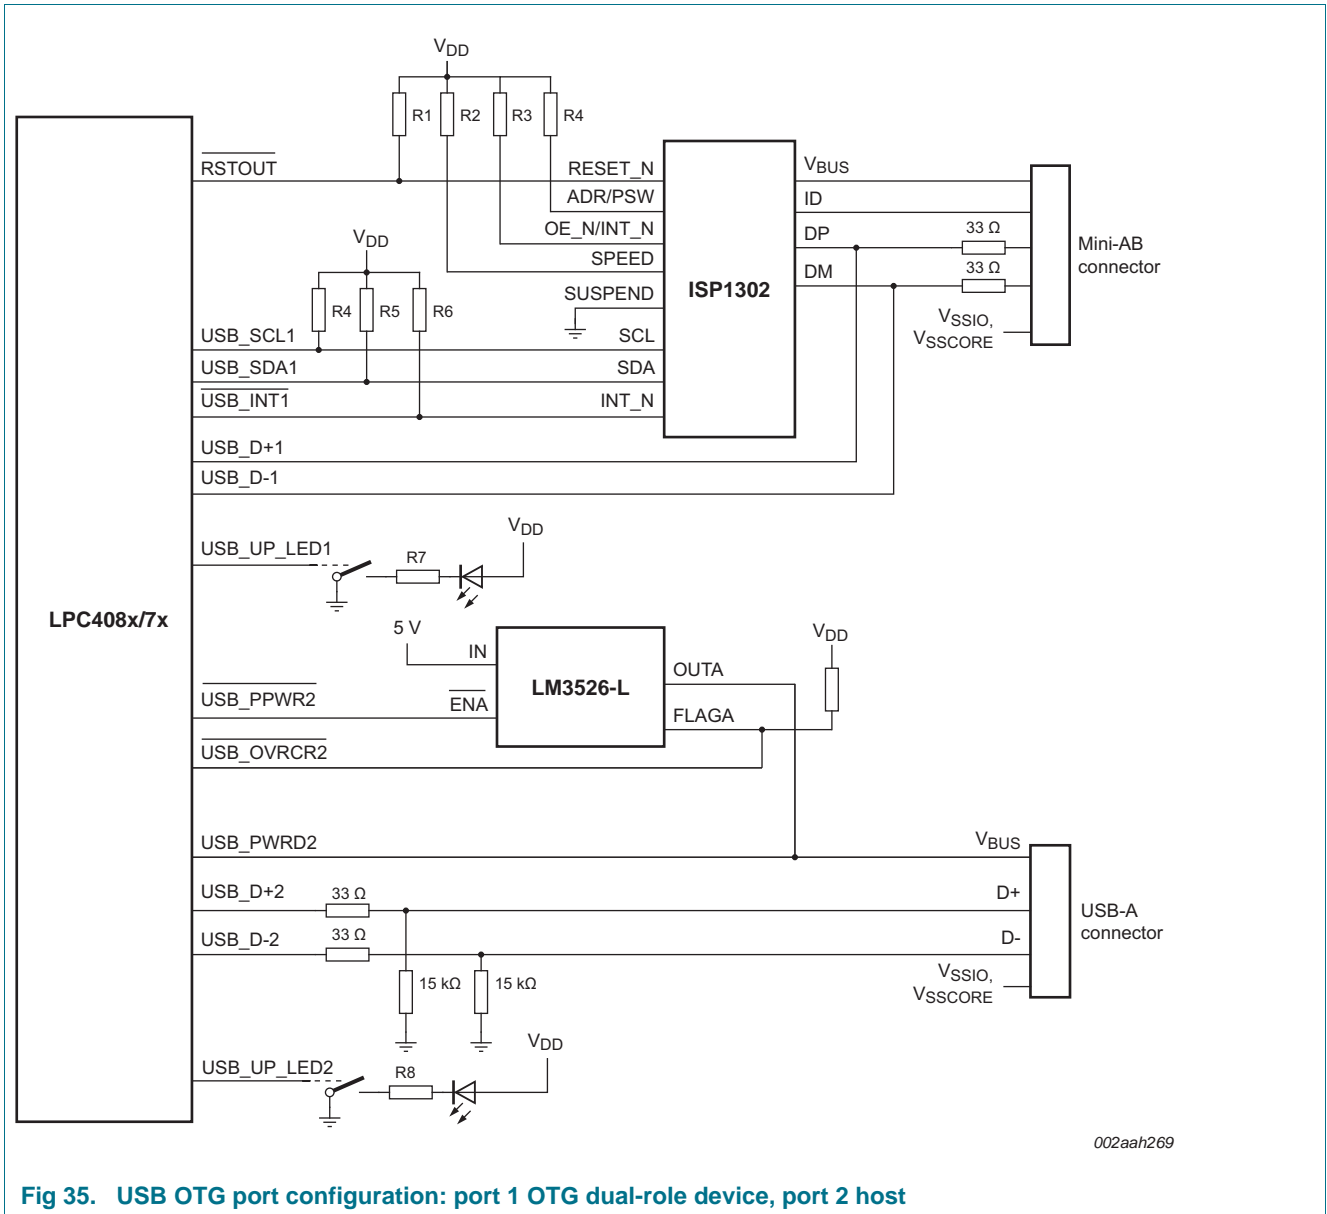 VDD
R1 R2 R3 R4
RSTOUT
RESET_N
ADR/PSW
OE_N/INT_N
SPEED
SUSPEND
SCL
SDA
INT_N
ISP1302
VBUS
ID
DP
DM
33 Ω
33 Ω
VSSIO,
VSSCORE
Mini-AB
connector
VDD
R4 R5 R6
USB_SCL1
USB_SDA1
USB_INT1
USB_D+1
USB_D-1
USB_UP_LED1
R7
VDD
LPC408x/7x
5 V
IN
ENA
LM3526-L
OUTA
FLAGA
VDD
USB_PPWR2
USB_OVRCR2
USB_PWRD2
USB_D+2
33 Ω
USB_D-2
33 Ω
15 kΩ
15 kΩ
VBUS
D+
D-
VSSIO,
VSSCORE
USB-A
connector
USB_UP_LED2
R8
VDD
002aah269
Fig 35. USB OTG port configuration: port 1 OTG dual-role device, port 2 host